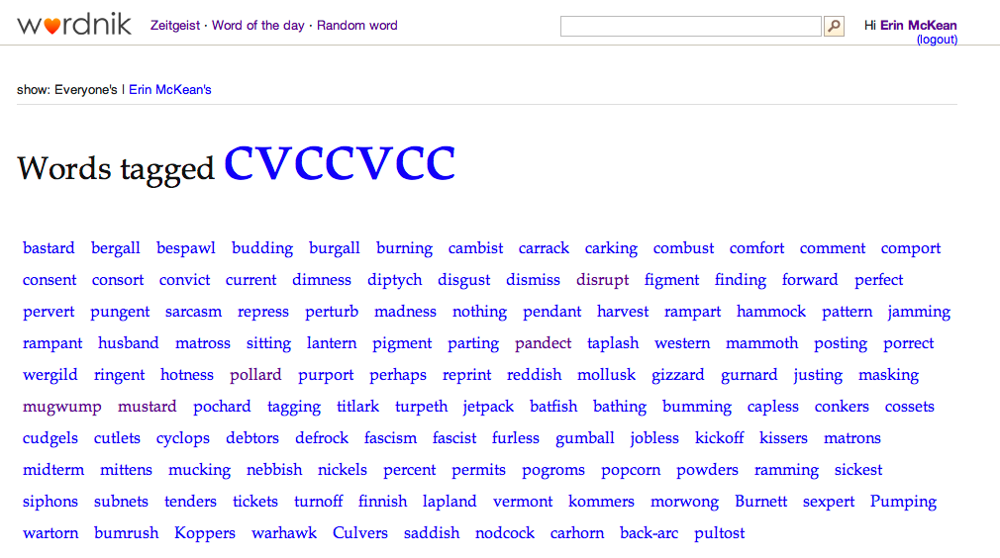 wordnik Zeitgeist · Word of the day · Random word Hi Erin McKean
(logout)
show: Everyone's | Erin McKean's
Words tagged cvccvcc
bastard bergall bespawl budding burgall burning cambist carrack carking combust comfort comment comport
consent consort convict current dimness diptych disgust dismiss disrupt figment finding forward perfect
pervert pungent sarcasm repress perturb madness nothing pendant harvest rampart hammock pattern jamming
rampant husband matross sitting lantern pigment parting pandect taplash western mammoth posting porrect
wergild ringent hotness pollard purport perhaps reprint reddish mollusk gizzard gurnard justing masking
mugwump mustard pochard tagging titlark turpeth jetpack batfish bathing bumming capless conkers cossets
cudgels cutlets cyclops debtors defrock fascism fascist furless gumball jobless kickoff kissers matrons
midterm mittens mucking nebbish nickels percent permits pogroms popcorn powders ramming sickest
siphons subnets tenders tickets turnoff finnish lapland vermont kommers morwong Burnett sexpert Pumping
wartorn bumrush Koppers warhawk Culvers saddish nodcock carhorn back-arc pultost